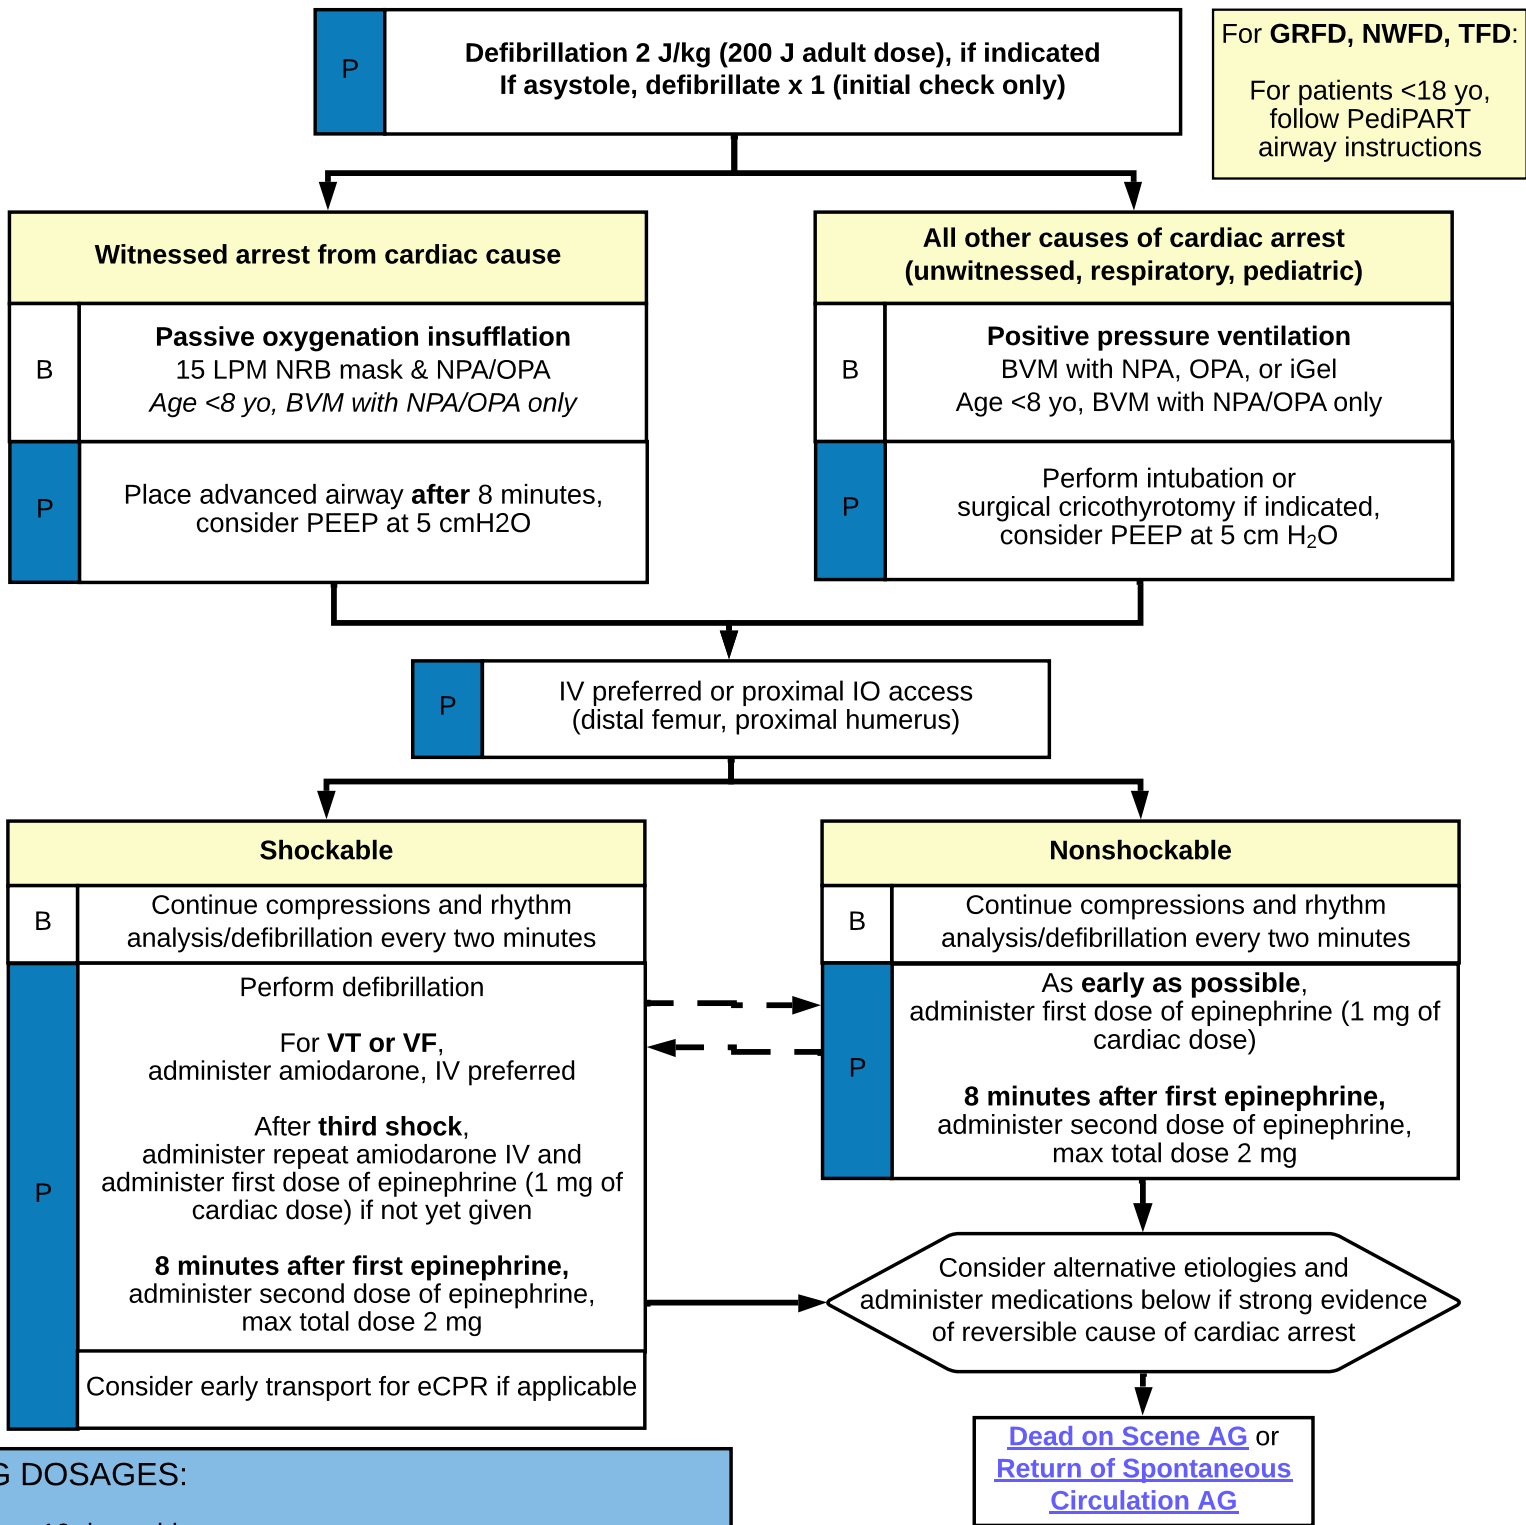 P
Defibrillation 2 J/kg (200 J adult dose), if indicated
If asystole, defibrillate x 1 (initial check only)
For GRFD, NWFD, TFD:
For patients <18 yo,
follow PediPART
airway instructions
Witnessed arrest from cardiac cause
B
Passive oxygenation insufflation
15 LPM NRB mask & NPA/OPA
Age <8 yo, BVM with NPA/OPA only
P
Place advanced airway after 8 minutes,
consider PEEP at 5 cmH2O
All other causes of cardiac arrest
(unwitnessed, respiratory, pediatric)
B
Positive pressure ventilation
BVM with NPA, OPA, or iGel
Age <8 yo, BVM with NPA/OPA only
P
Perform intubation or
surgical cricothyrotomy if indicated,
consider PEEP at 5 cm H₂O
P
IV preferred or proximal IO access
(distal femur, proximal humerus)
Shockable
B
Continue compressions and rhythm
analysis/defibrillation every two minutes
P
Perform defibrillation
For VT or VF,
administer amiodarone, IV preferred
After third shock,
administer repeat amiodarone IV and
administer first dose of epinephrine (1 mg of
cardiac dose) if not yet given
8 minutes after first epinephrine,
administer second dose of epinephrine,
max total dose 2 mg
Consider early transport for eCPR if applicable
Nonshockable
B
Continue compressions and rhythm
analysis/defibrillation every two minutes
P
As early as possible,
administer first dose of epinephrine (1 mg of
cardiac dose)
8 minutes after first epinephrine,
administer second dose of epinephrine,
max total dose 2 mg
Consider alternative etiologies and
administer medications below if strong evidence
of reversible cause of cardiac arrest
Dead on Scene AG or
Return of Spontaneous
Circulation AG
G DOSAGES: